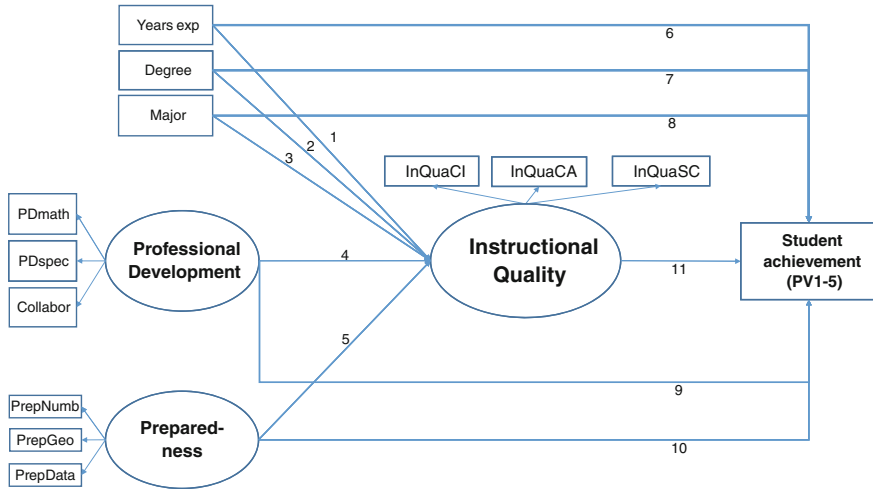 Years exp
6
Degree
7
Major
8
1
2
3
InQuaCI
InQuaCA
InQuaSC
PDmath
PDspec
Collabor
Professional
Development
4
Instructional
Quality
11
Student
achievement
(PV1-5)
5
9
PrepNumb
PrepGeo
PrepData
Prepared-
ness
10